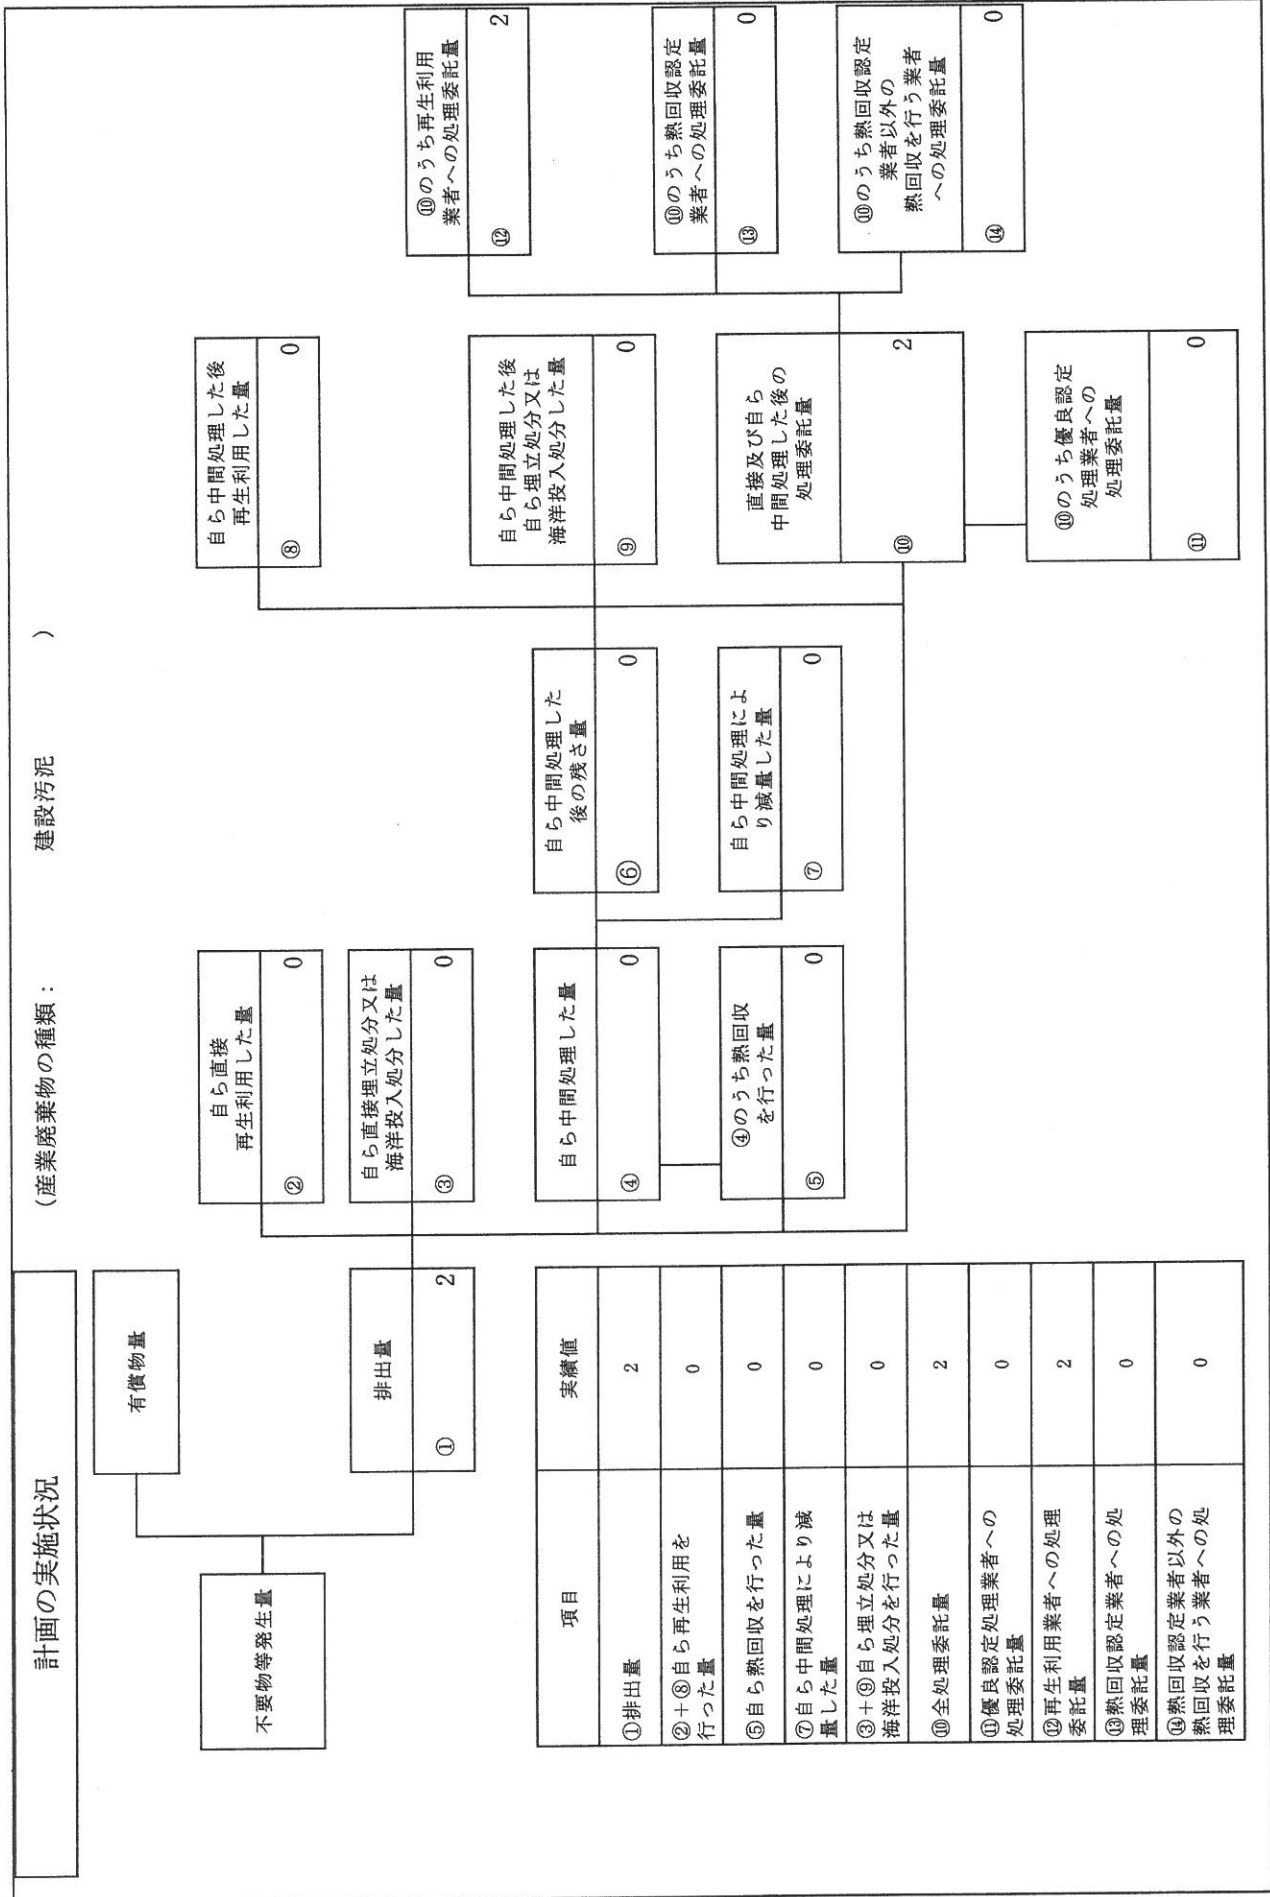 計画の実施状況
（産業廃棄物の種類： 建設汚泥 ）
不要物等発生量
有償物量
排出量
① 2
自ら直接
再生利用した量
② 0
自ら直接埋立処分又は
海洋投入処分した量
③ 0
自ら中間処理した量
④ 0
④のうち熱回収
を行った量
⑤ 0
自ら中間処理した
後の残さ量
⑥ 0
自ら中間処理によ
り減量した量
⑦ 0
自ら中間処理した後
再生利用した量
⑧ 0
自ら中間処理した後
自ら埋立処分又は
海洋投入処分した量
⑨ 0
直接及び自ら
中間処理した後の
処理委託量
⑩ 2
⑩のうち優良認定
処理業者への
処理委託量
⑪ 0
⑩のうち再生利用
業者への処理委託量
⑫ 2
⑩のうち熱回収認定
業者への処理委託量
⑬ 0
⑩のうち熱回収認定
業者以外の
熱回収を行う業者
への処理委託量
⑭ 0
項目 実績値
①排出量 2
②＋⑧自ら再生利用を
行った量 0
⑤自ら熱回収を行った量 0
⑦自ら中間処理により減
量した量 0
③＋⑨自ら埋立処分又は
海洋投入処分を行った量 0
⑩全処理委託量 2
⑪優良認定処理業者への
処理委託量 0
⑫再生利用業者への処理
委託量 2
⑬熱回収認定業者への処
理委託量 0
⑭熱回収認定業者以外の
熱回収を行う業者への処
理委託量 0